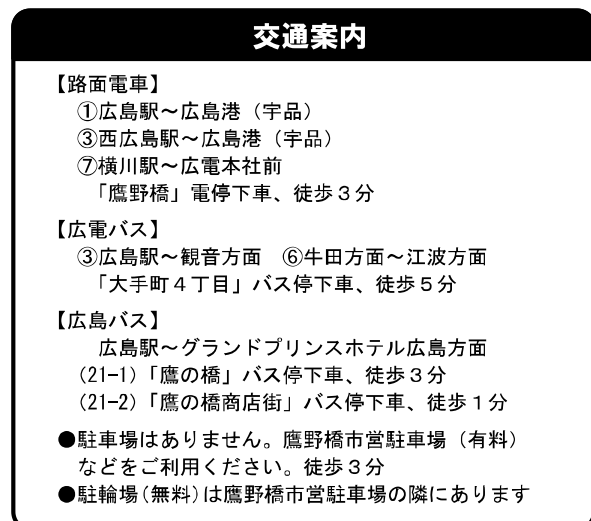 交通案内
【路面電車】
①広島駅～広島港（宇品）
③西広島駅～広島港（宇品）
⑦横川駅～広電本社前
「鷹野橋」電停下車、徒歩３分
【広電バス】
③広島駅～観音方面　⑥牛田方面～江波方面
「大手町４丁目」バス停下車、徒歩５分
【広島バス】
広島駅～グランドプリンスホテル広島方面
(21-1)「鷹の橋」バス停下車、徒歩３分
(21-2)「鷹の橋商店街」バス停下車、徒歩１分
●駐車場はありません。鷹野橋市営駐車場（有料）
などをご利用ください。徒歩３分
●駐輪場(無料)は鷹野橋市営駐車場の隣にあります